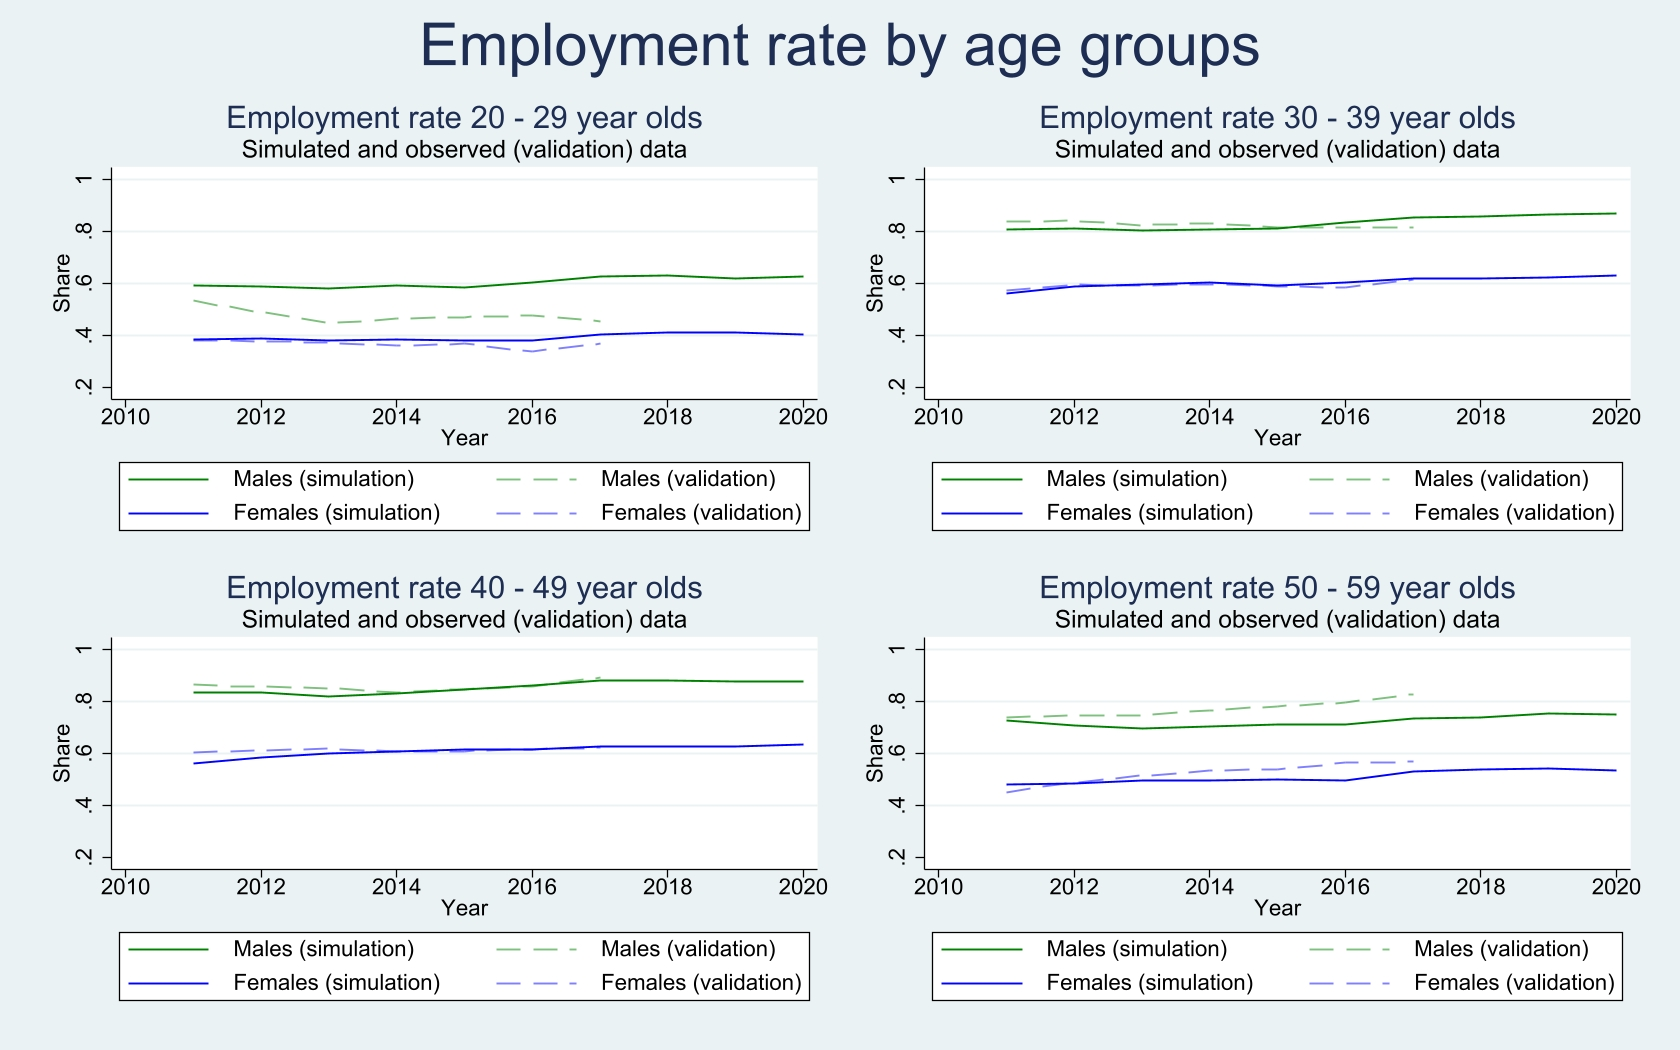 Employment rate by age groups
Employment rate 20 - 29 year olds
Simulated and observed (validation) data
1
.8
.6
.4
.2
Share
2010 2012 2014 2016 2018 2020
Year
Males (simulation) Males (validation)
Females (simulation) Females (validation)
Employment rate 30 - 39 year olds
Simulated and observed (validation) data
1
.8
.6
.4
.2
Share
2010 2012 2014 2016 2018 2020
Year
Males (simulation) Males (validation)
Females (simulation) Females (validation)
Employment rate 40 - 49 year olds
Simulated and observed (validation) data
1
.8
.6
.4
.2
Share
2010 2012 2014 2016 2018 2020
Year
Males (simulation) Males (validation)
Females (simulation) Females (validation)
Employment rate 50 - 59 year olds
Simulated and observed (validation) data
1
.8
.6
.4
.2
Share
2010 2012 2014 2016 2018 2020
Year
Males (simulation) Males (validation)
Females (simulation) Females (validation)